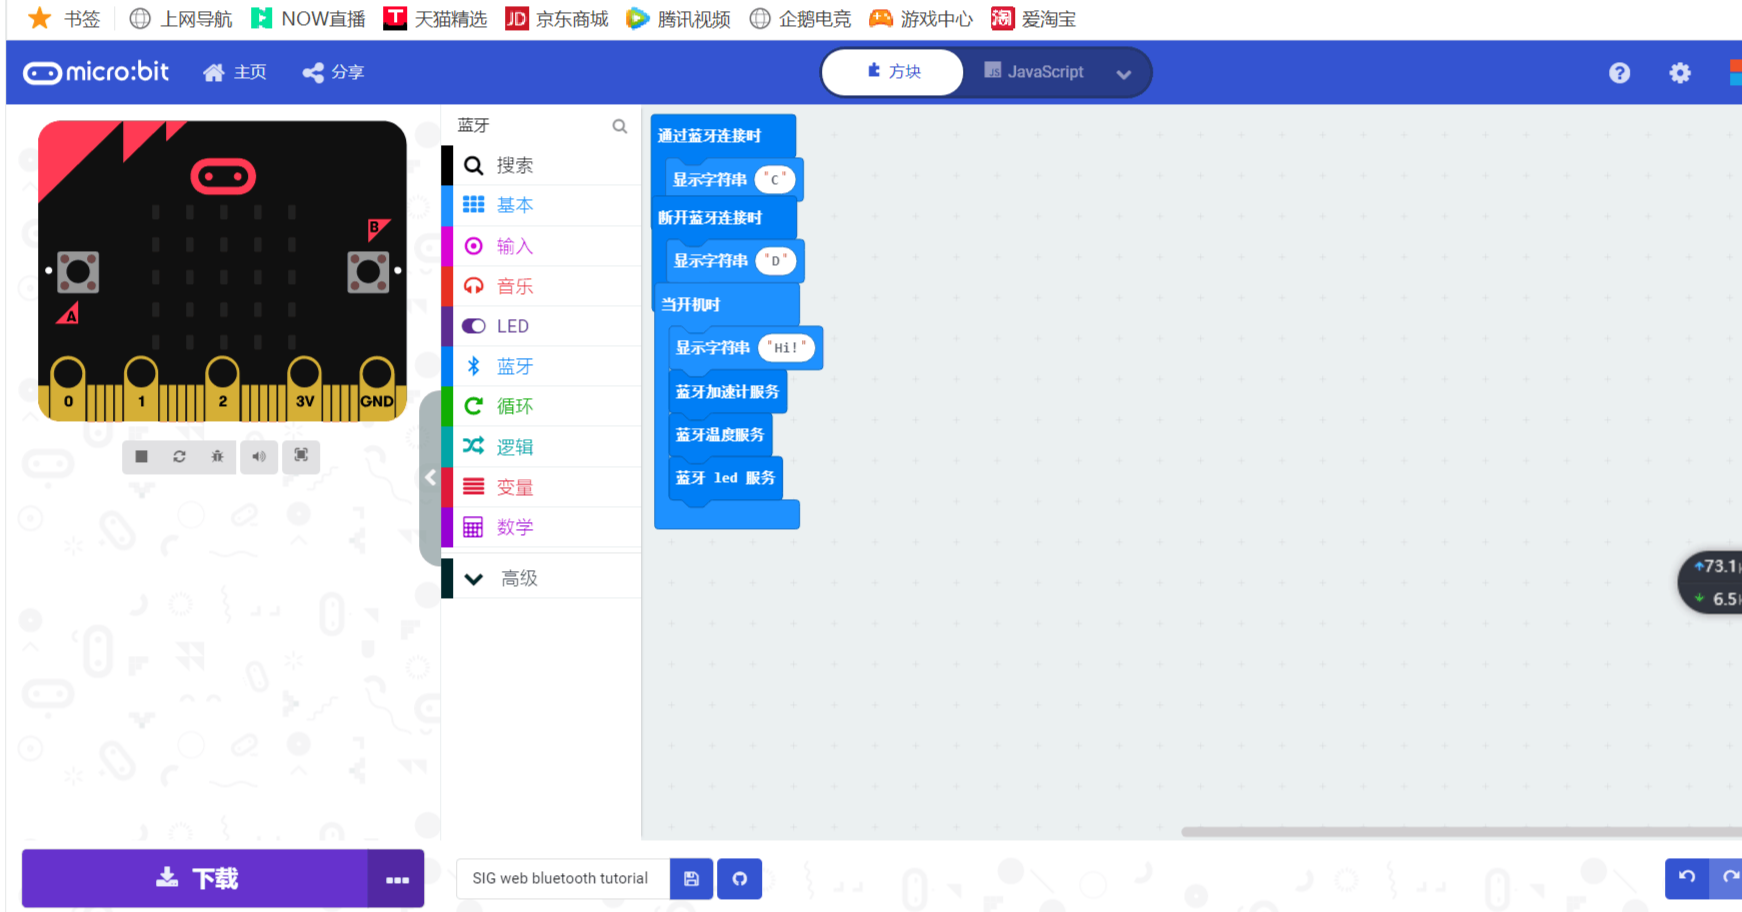 书签 上网导航 NOW直播 T 天猫精选 JD 京东商城 腾讯视频 企鹅电竞 游戏中心 淘 爱淘宝
micro:bit 主页 分享 方块 JS JavaScript ?
B
A
0 1 2 3V GND
蓝牙
搜索
基本
输入
音乐
LED
蓝牙
循环
逻辑
变量
数学
高级
通过蓝牙连接时
显示字符串 "C"
断开蓝牙连接时
显示字符串 "D"
当开机时
显示字符串 "Hi!"
蓝牙加速计服务
蓝牙温度服务
蓝牙 led 服务
73.1
6.5
下载 ...
SIG web bluetooth tutorial